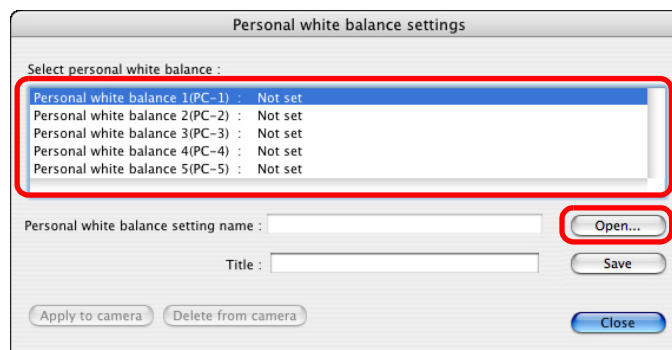 Personal white balance settings
Select personal white balance :
Personal white balance 1(PC-1) : Not set
Personal white balance 2(PC-2) : Not set
Personal white balance 3(PC-3) : Not set
Personal white balance 4(PC-4) : Not set
Personal white balance 5(PC-5) : Not set
Personal white balance setting name :
Open...
Title :
Save
Apply to camera
Delete from camera
Close